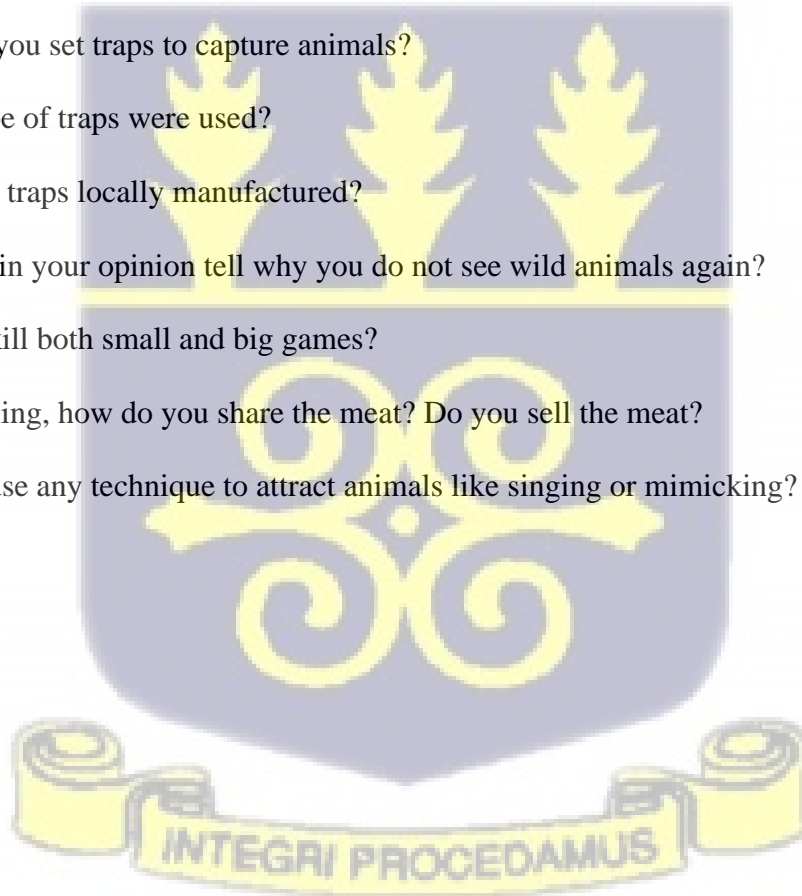 you set traps to capture animals?
e of traps were used?
traps locally manufactured?
in your opinion tell why you do not see wild animals again?
ill both small and big games?
ing, how do you share the meat? Do you sell the meat?
use any technique to attract animals like singing or mimicking?
INTEGRI PROCEDAMUS